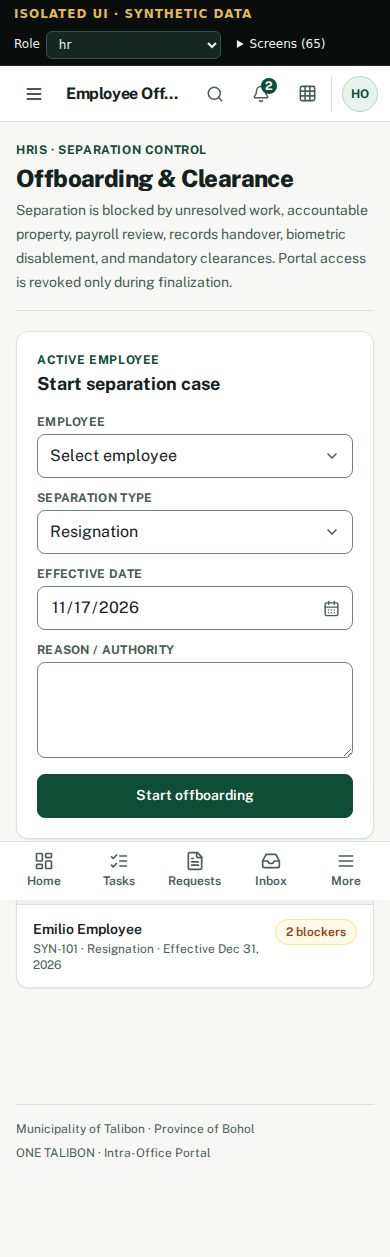 ISOLATED UI · SYNTHETIC DATA
Role hr Screens (65)
Employee Off... 2 HO
HRIS · SEPARATION CONTROL
Offboarding & Clearance
Separation is blocked by unresolved work, accountable
property, payroll review, records handover, biometric
disablement, and mandatory clearances. Portal access
is revoked only during finalization.
ACTIVE EMPLOYEE
Start separation case
EMPLOYEE
Select employee
SEPARATION TYPE
Resignation
EFFECTIVE DATE
11/17/2026
REASON / AUTHORITY
Start offboarding
Home Tasks Requests Inbox More
Emilio Employee 2 blockers
SYN-101 · Resignation · Effective Dec 31,
2026
Municipality of Talibon · Province of Bohol
ONE TALIBON · Intra-Office Portal